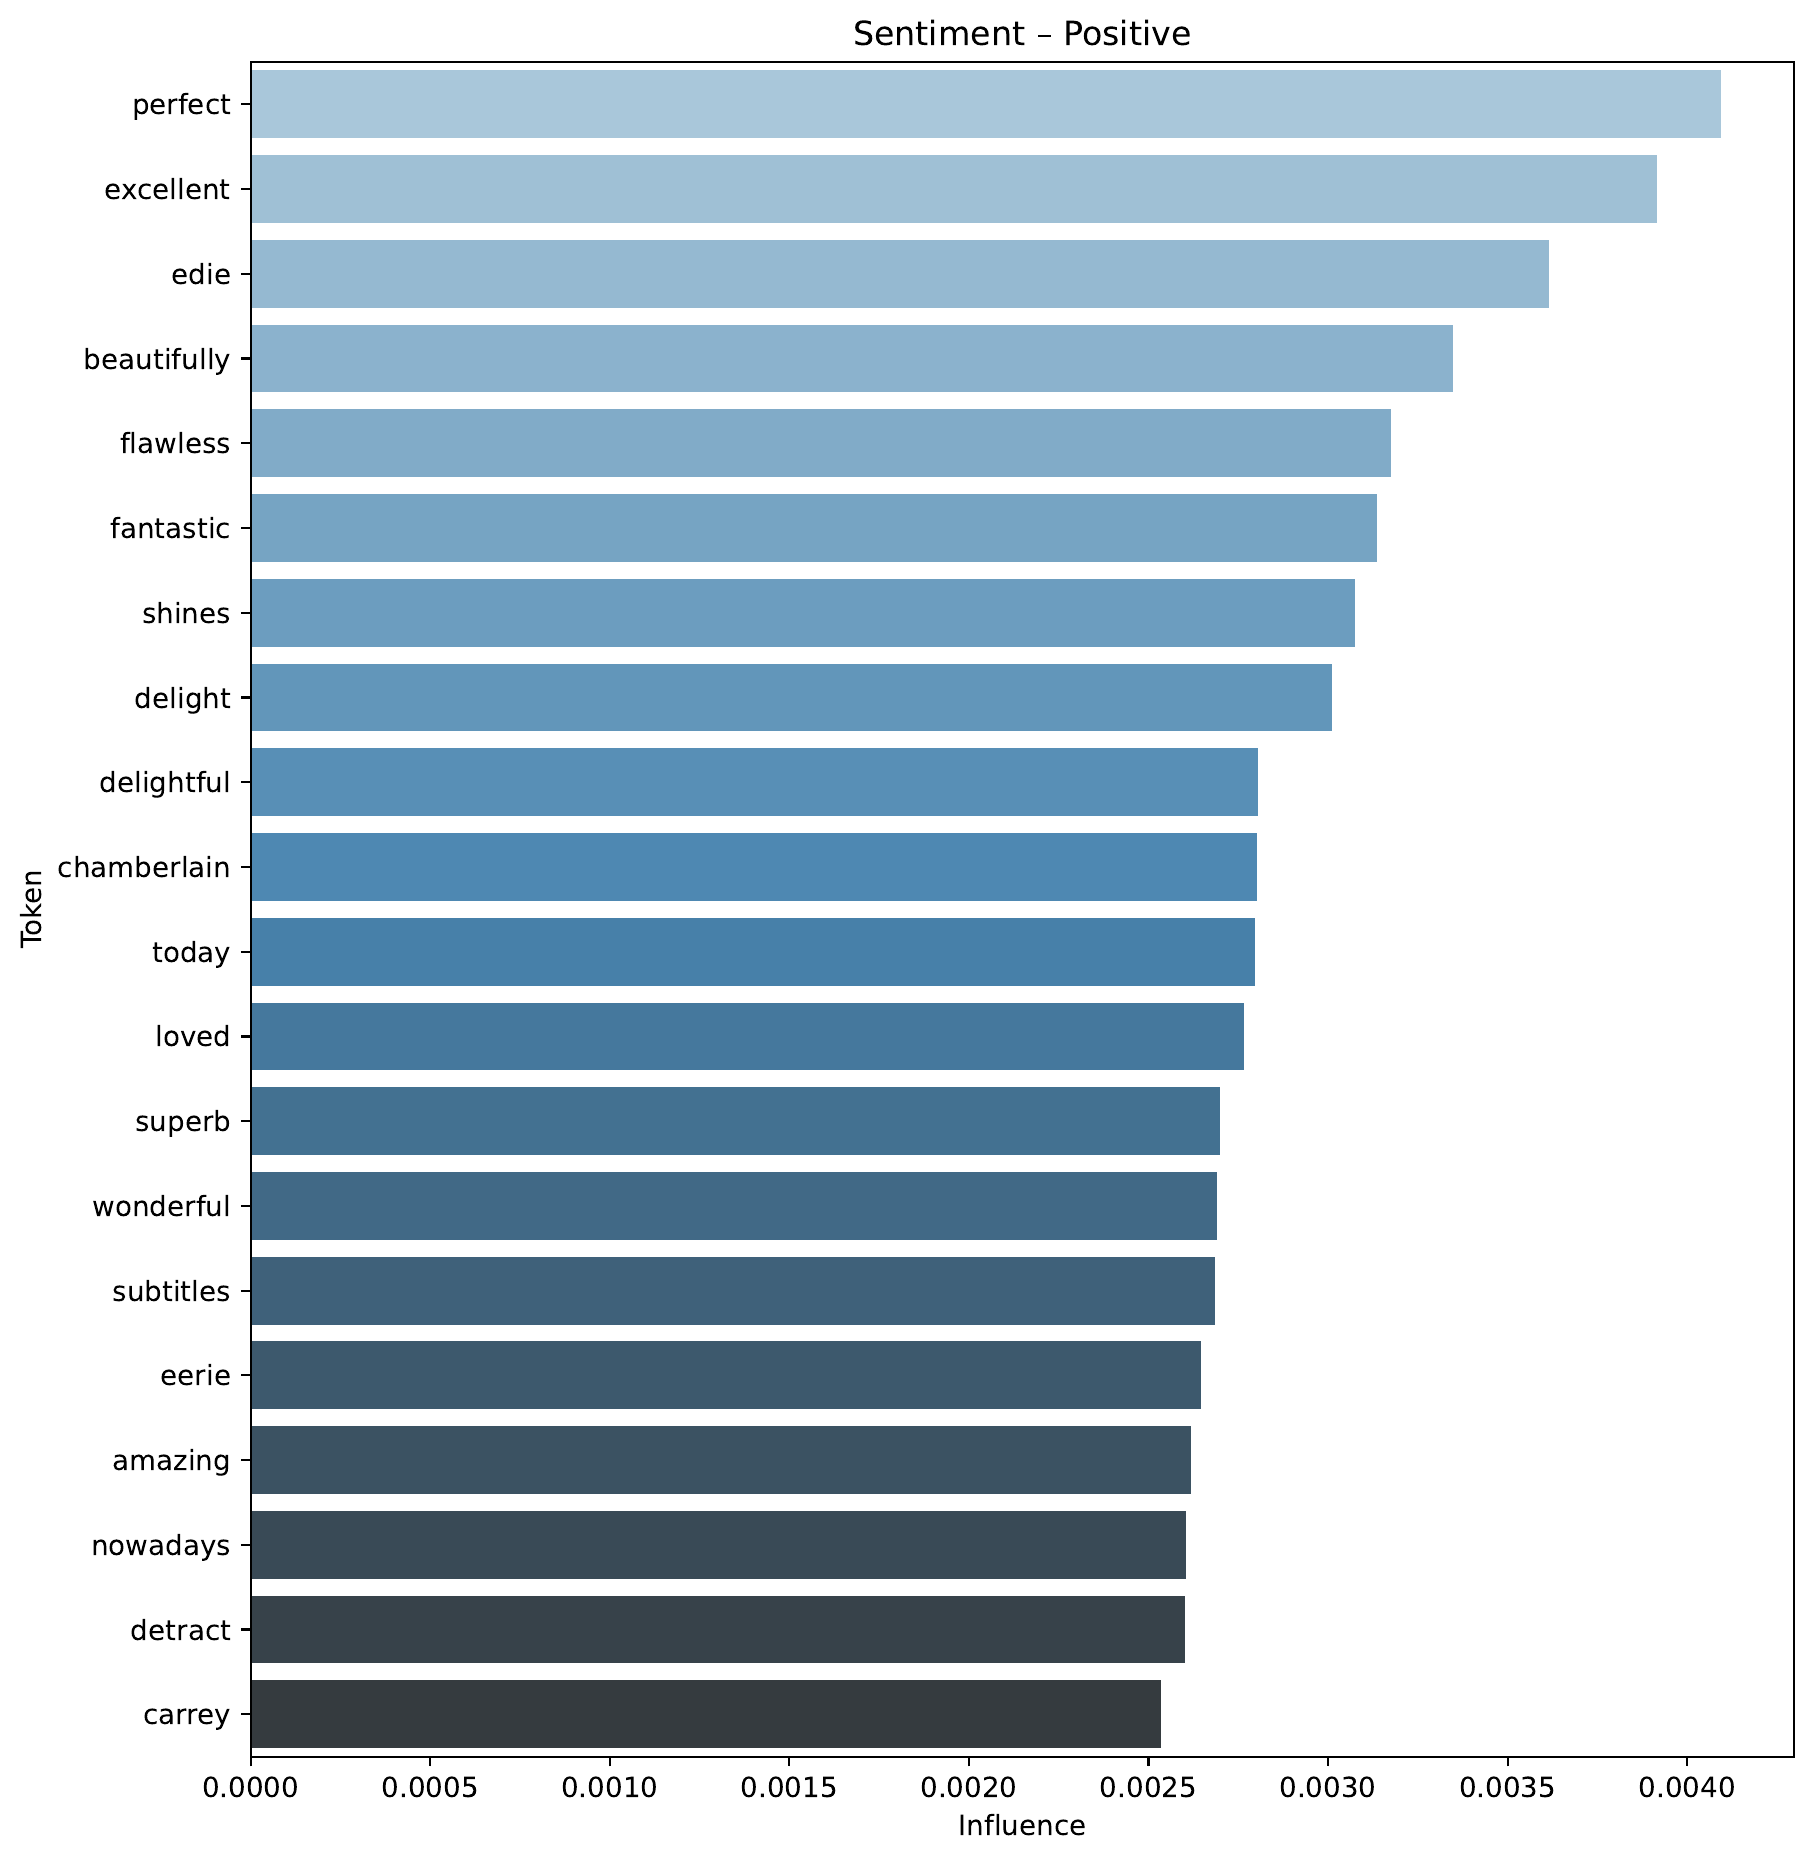 Sentiment – Positive
perfect
excellent
edie
beautifully
flawless
fantastic
shines
delight
delightful
chamberlain
today
loved
superb
wonderful
subtitles
eerie
amazing
nowadays
detract
carrey
Token
0.0000 0.0005 0.0010 0.0015 0.0020 0.0025 0.0030 0.0035 0.0040
Influence